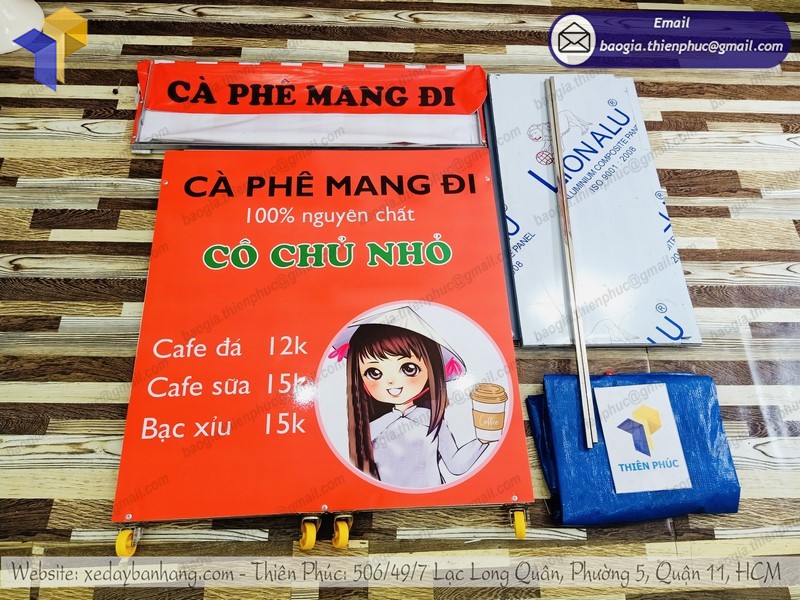 Email
baogia.thienphuc@gmail.com
CÀ PHÊ MANG ĐI
CÀ PHÊ MANG ĐI
100% nguyên chất
CÔ CHỦ NHỎ
Cafe đá 12k
Cafe sữa 15k
Bạc xỉu 15k
Coffee
LIONALU®
ALUMINIUM COMPOSITE PANEL
ISO 9001 - 2008
THIÊN PHÚC
Website: xedaybanhang.com - Thiên Phúc: 506/49/7 Lạc Long Quân, Phường 5, Quận 11, HCM